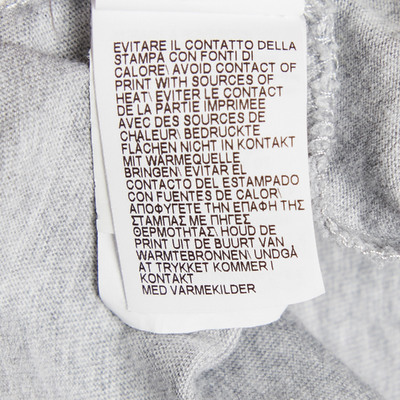 EVITARE IL CONTATTO DELLA
STAMPA CON FONTI DI
CALORE\ AVOID CONTACT OF
PRINT WITH SOURCES OF
HEAT\ EVITER LE CONTACT
DE LA PARTIE IMPRIMEE
AVEC DES SOURCES DE
CHALEUR\ BEDRUCKTE
FLÄCHEN NICHT IN KONTAKT
MIT WÄRMEQUELLE
BRINGEN\ EVITAR EL
CONTACTO DEL ESTAMPADO
CON FUENTES DE CALOR\
ΑΠΟΦΥΓΕΤΕ ΤΗΝ ΕΠΑΦΗ ΤΗΣ
ΣΤΑΜΠΑΣ ΜΕ ΠΗΓΕΣ
ΘΕΡΜΟΤΗΤΑΣ\ HOUD DE
PRINT UIT DE BUURT VAN
WARMTEBRONNEN\ UNDGÅ
AT TRYKKET KOMMER I
KONTAKT
MED VARMEKILDER